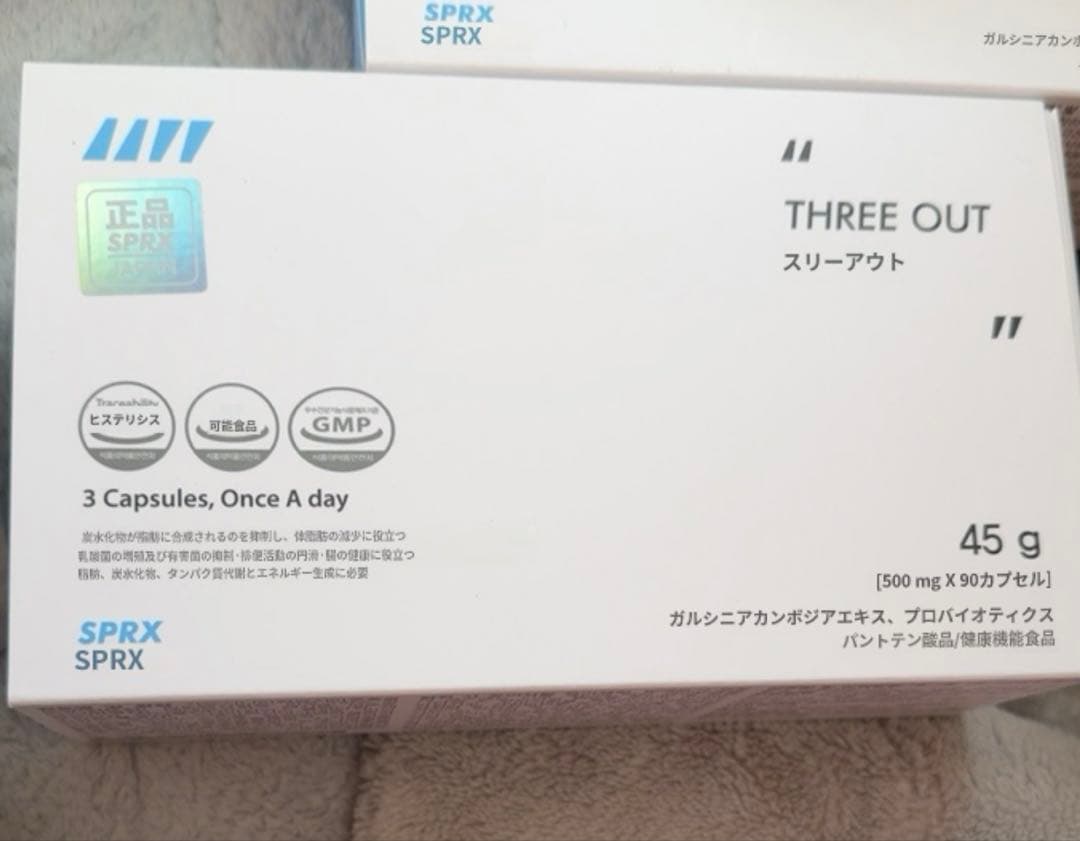 SPRX
SPRX
ガルシニアカンボ
正品
SPRX
JAPAN
THREE OUT
スリーアウト
"
"
Traceability
ヒステリシス
可能食品
GMP
3 Capsules, Once A day
炭水化物が脂肪に合成されるのを抑制し、体脂肪の減少に役立つ
乳酸菌の増殖及び有害菌の抑制·排便活動の円滑·腸の健康に役立つ
脂肪、炭水化物、タンパク質代謝とエネルギー生成に必要
45 g
[500 mg X 90カプセル]
ガルシニアカンボジアエキス、プロバイオティクス
パントテン酸品/健康機能食品
SPRX
SPRX